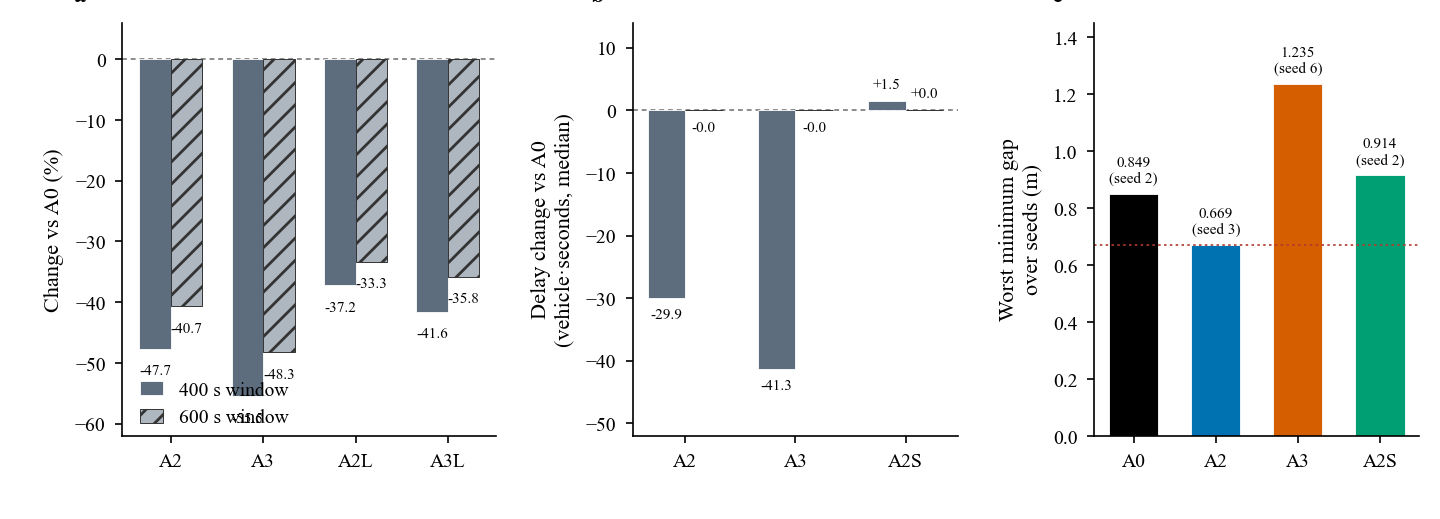 Change vs A0 (%)
0
−10
−20
−30
−40
−50
−60
-47.7
-40.7
-48.3
-37.2
-33.3
-41.6
-35.8
400 s window
600 s window
A2
A3
A2L
A3L
Delay change vs A0
(vehicle·seconds, median)
10
0
−10
−20
−30
−40
−50
-29.9
-0.0
-41.3
-0.0
+1.5
+0.0
A2
A3
A2S
Worst minimum gap
over seeds (m)
1.4
1.2
1.0
0.8
0.6
0.4
0.2
0.0
0.849
(seed 2)
0.669
(seed 3)
1.235
(seed 6)
0.914
(seed 2)
A0
A2
A3
A2S